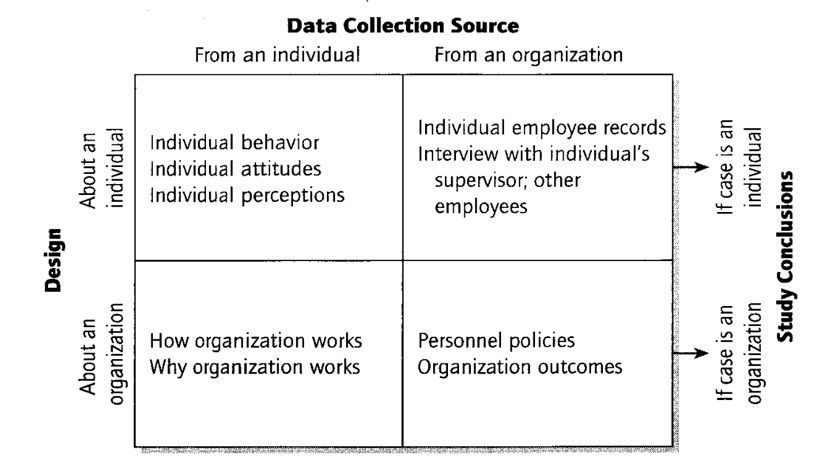 Data Collection Source
From an individual
From an organization
Design
About an
individual
Individual behavior
Individual attitudes
Individual perceptions
Individual employee records
Interview with individual's
supervisor; other
employees
If case is an
individual
Study Conclusions
About an
organization
How organization works
Why organization works
Personnel policies
Organization outcomes
If case is an
organization